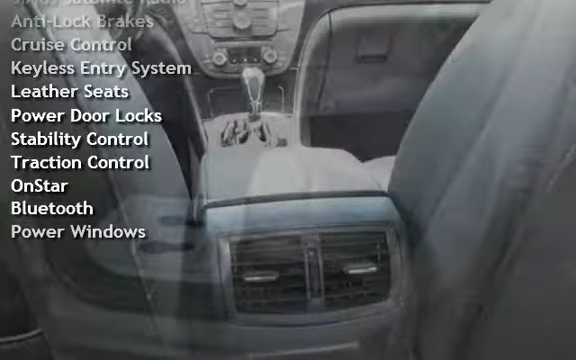 Anti-Lock Brakes
Cruise Control
Keyless Entry System
Leather Seats
Power Door Locks
Stability Control
Traction Control
OnStar
Bluetooth
Power Windows